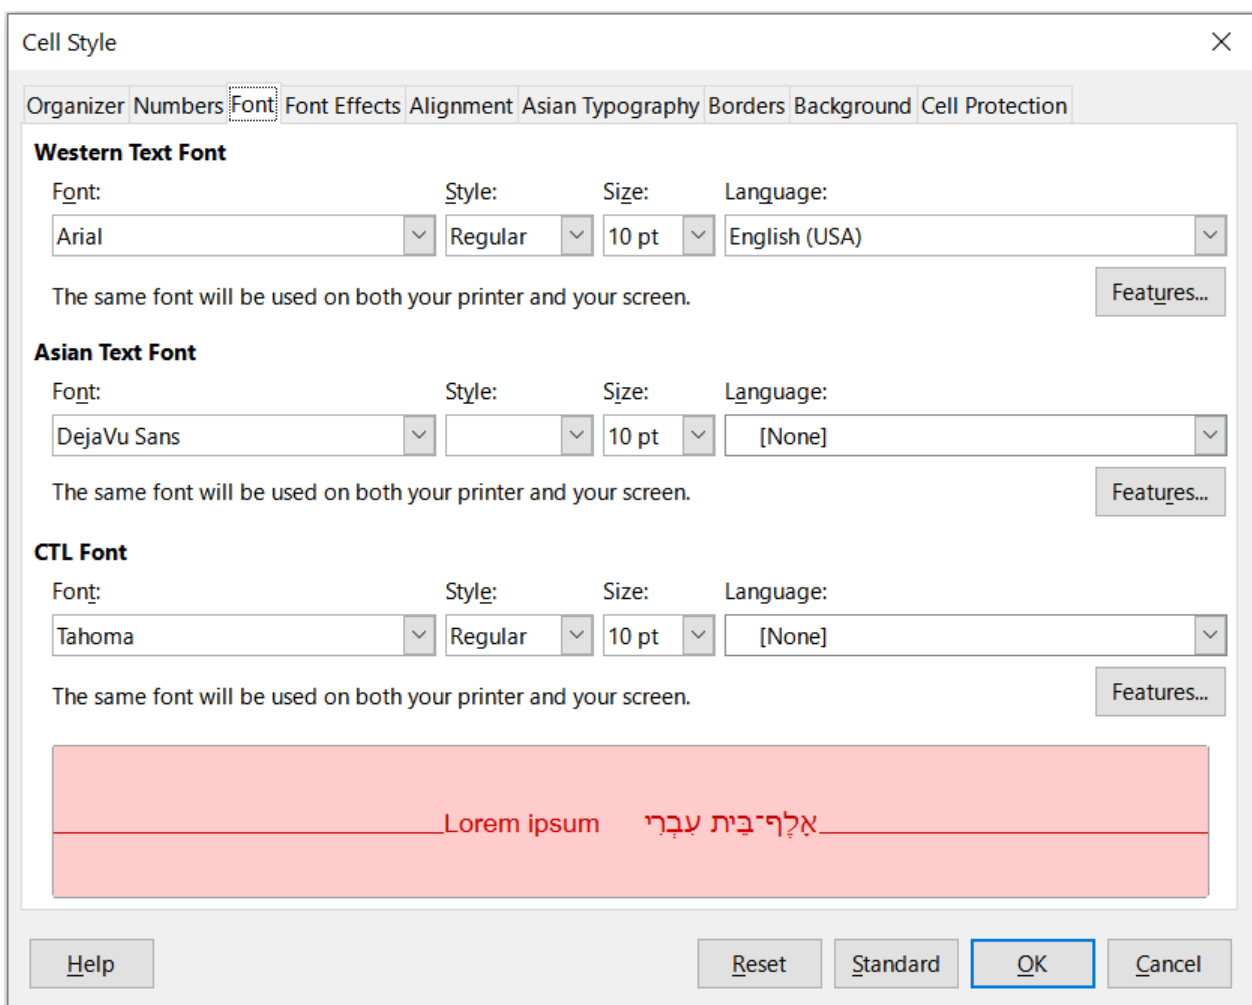 Cell Style
Organizer Numbers Font Font Effects Alignment Asian Typography Borders Background Cell Protection
Western Text Font
Font: Style: Size: Language:
Arial Regular 10 pt English (USA)
The same font will be used on both your printer and your screen. Features...
Asian Text Font
Font: Style: Size: Language:
DejaVu Sans 10 pt [None]
The same font will be used on both your printer and your screen. Features...
CTL Font
Font: Style: Size: Language:
Tahoma Regular 10 pt [None]
The same font will be used on both your printer and your screen. Features...
Lorem ipsum אָלֶף־בֵּית עִבְרִי
Help Reset Standard OK Cancel